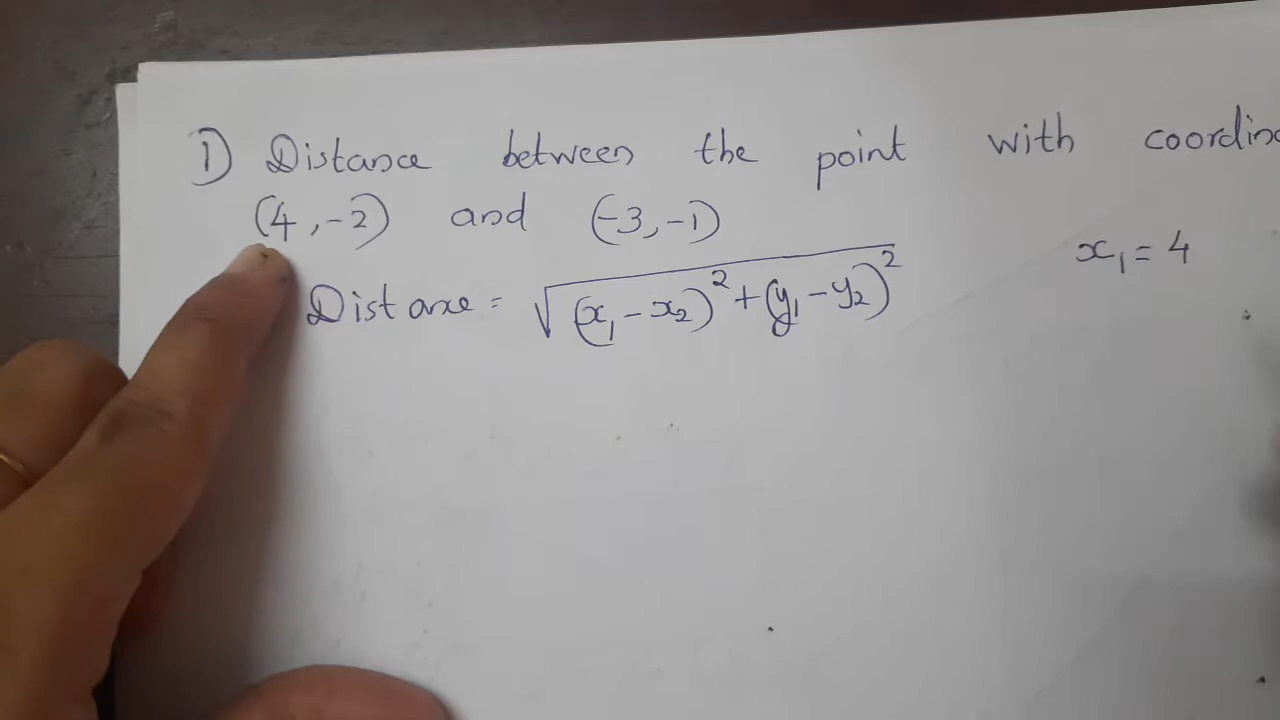 1) Distance between the point with coordin
(4,-2) and (-3,-1)
x₁ = 4
Distance = √(x₁ - x₂)² + (y₁ - y₂)²